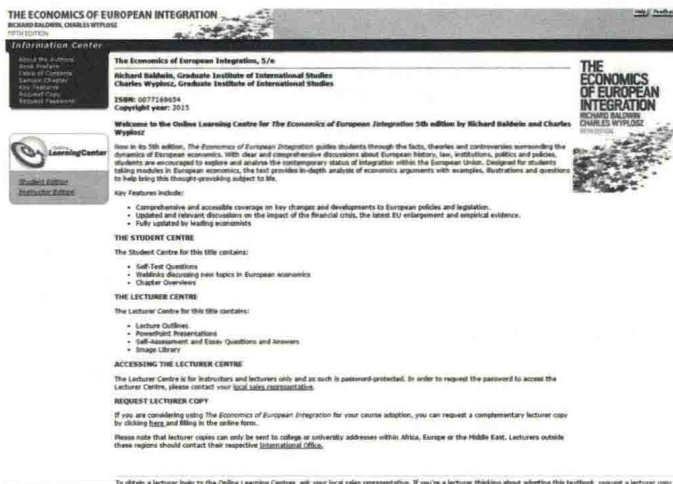 THE ECONOMICS OF EUROPEAN INTEGRATION
RICHARD BALDWIN, CHARLES WYPLOSZ
FIFTH EDITION
Help
Information Center
About the Authors
Book Preface
Table of Contents
Sample Chapter
Key Features
Request Copy
Request Password
Online
LearningCenter
Student Edition
Instructor Edition
The Economics of European Integration, 5/e
Richard Baldwin, Graduate Institute of International Studies
Charles Wyplosz, Graduate Institute of International Studies
ISBN: 0077169654
Copyright year: 2015
Welcome to the Online Learning Centre for The Economics of European Integration 5th edition by Richard Baldwin and Charles
Wyplosz
Now in its 5th edition, The Economics of European Integration guides students through the facts, theories and controversies surrounding the
dynamics of European economics. With clear and comprehensive discussions about European history, law, institutions, politics and policies,
students are encouraged to explore and analyse the contemporary status of integration within the European Union. Designed for students
taking modules in European economics, the text provides in-depth analysis of economics arguments with examples, illustrations and questions
to help bring this thought-provoking subject to life.
Key Features include:
• Comprehensive and accessible coverage on key changes and developments to European policies and legislation.
• Updated and relevant discussions on the impact of the financial crisis, the latest EU enlargement and empirical evidence.
• Fully updated by leading economists
THE STUDENT CENTRE
The Student Centre for this title contains:
• Self-Test Questions
• Weblinks discussing new topics in European economics
• Chapter Overviews
THE LECTURER CENTRE
The Lecturer Centre for this title contains:
• Lecture Outlines
• PowerPoint Presentations
• Self-Assessment and Essay Questions and Answers
• Image Library
ACCESSING THE LECTURER CENTRE
The Lecturer Centre is for instructors and lecturers only and as such is password-protected. In order to request the password to access the
Lecturer Centre, please contact your local sales representative.
REQUEST LECTURER COPY
If you are considering using The Economics of European Integration for your course adoption, you can request a complementary lecturer copy
by clicking here and filling in the online form.
Please note that lecturer copies can only be sent to college or university addresses within Africa, Europe or the Middle East. Lecturers outside
these regions should contact their respective International Office.
THE
ECONOMICS
OF EUROPEAN
INTEGRATION
RICHARD BALDWIN
CHARLES WYPLOSZ
FIFTH EDITION
To obtain a lecturer login to the Online Learning Centres, ask your local sales representative. If you're a lecturer thinking about adopting this textbook, request a lecturer copy